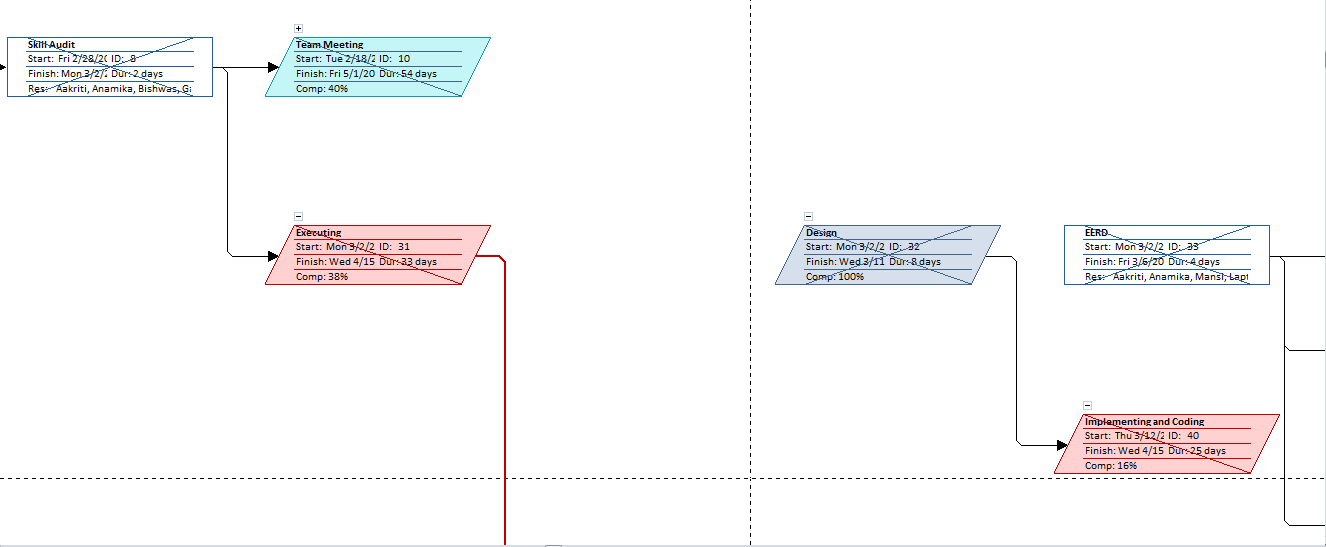 Skill Audit
Start: Fri 2/28/2( ID: 8
Finish: Mon 3/2/2 Dur: 2 days
Res: Aakriti, Anamika, Bishwas, Ga
Team Meeting
Start: Tue 2/18/2 ID: 10
Finish: Fri 5/1/20 Dur: 54 days
Comp: 40%
Executing
Start: Mon 3/2/2 ID: 31
Finish: Wed 4/15 Dur: 33 days
Comp: 38%
Design
Start: Mon 3/2/2 ID: 32
Finish: Wed 3/11 Dur: 8 days
Comp: 100%
EERD
Start: Mon 3/2/2 ID: 33
Finish: Fri 3/6/20 Dur: 4 days
Res: Aakriti, Anamika, Mansi, Lapt
Implementing and Coding
Start: Thu 3/12/2 ID: 40
Finish: Wed 4/15 Dur: 25 days
Comp: 16%